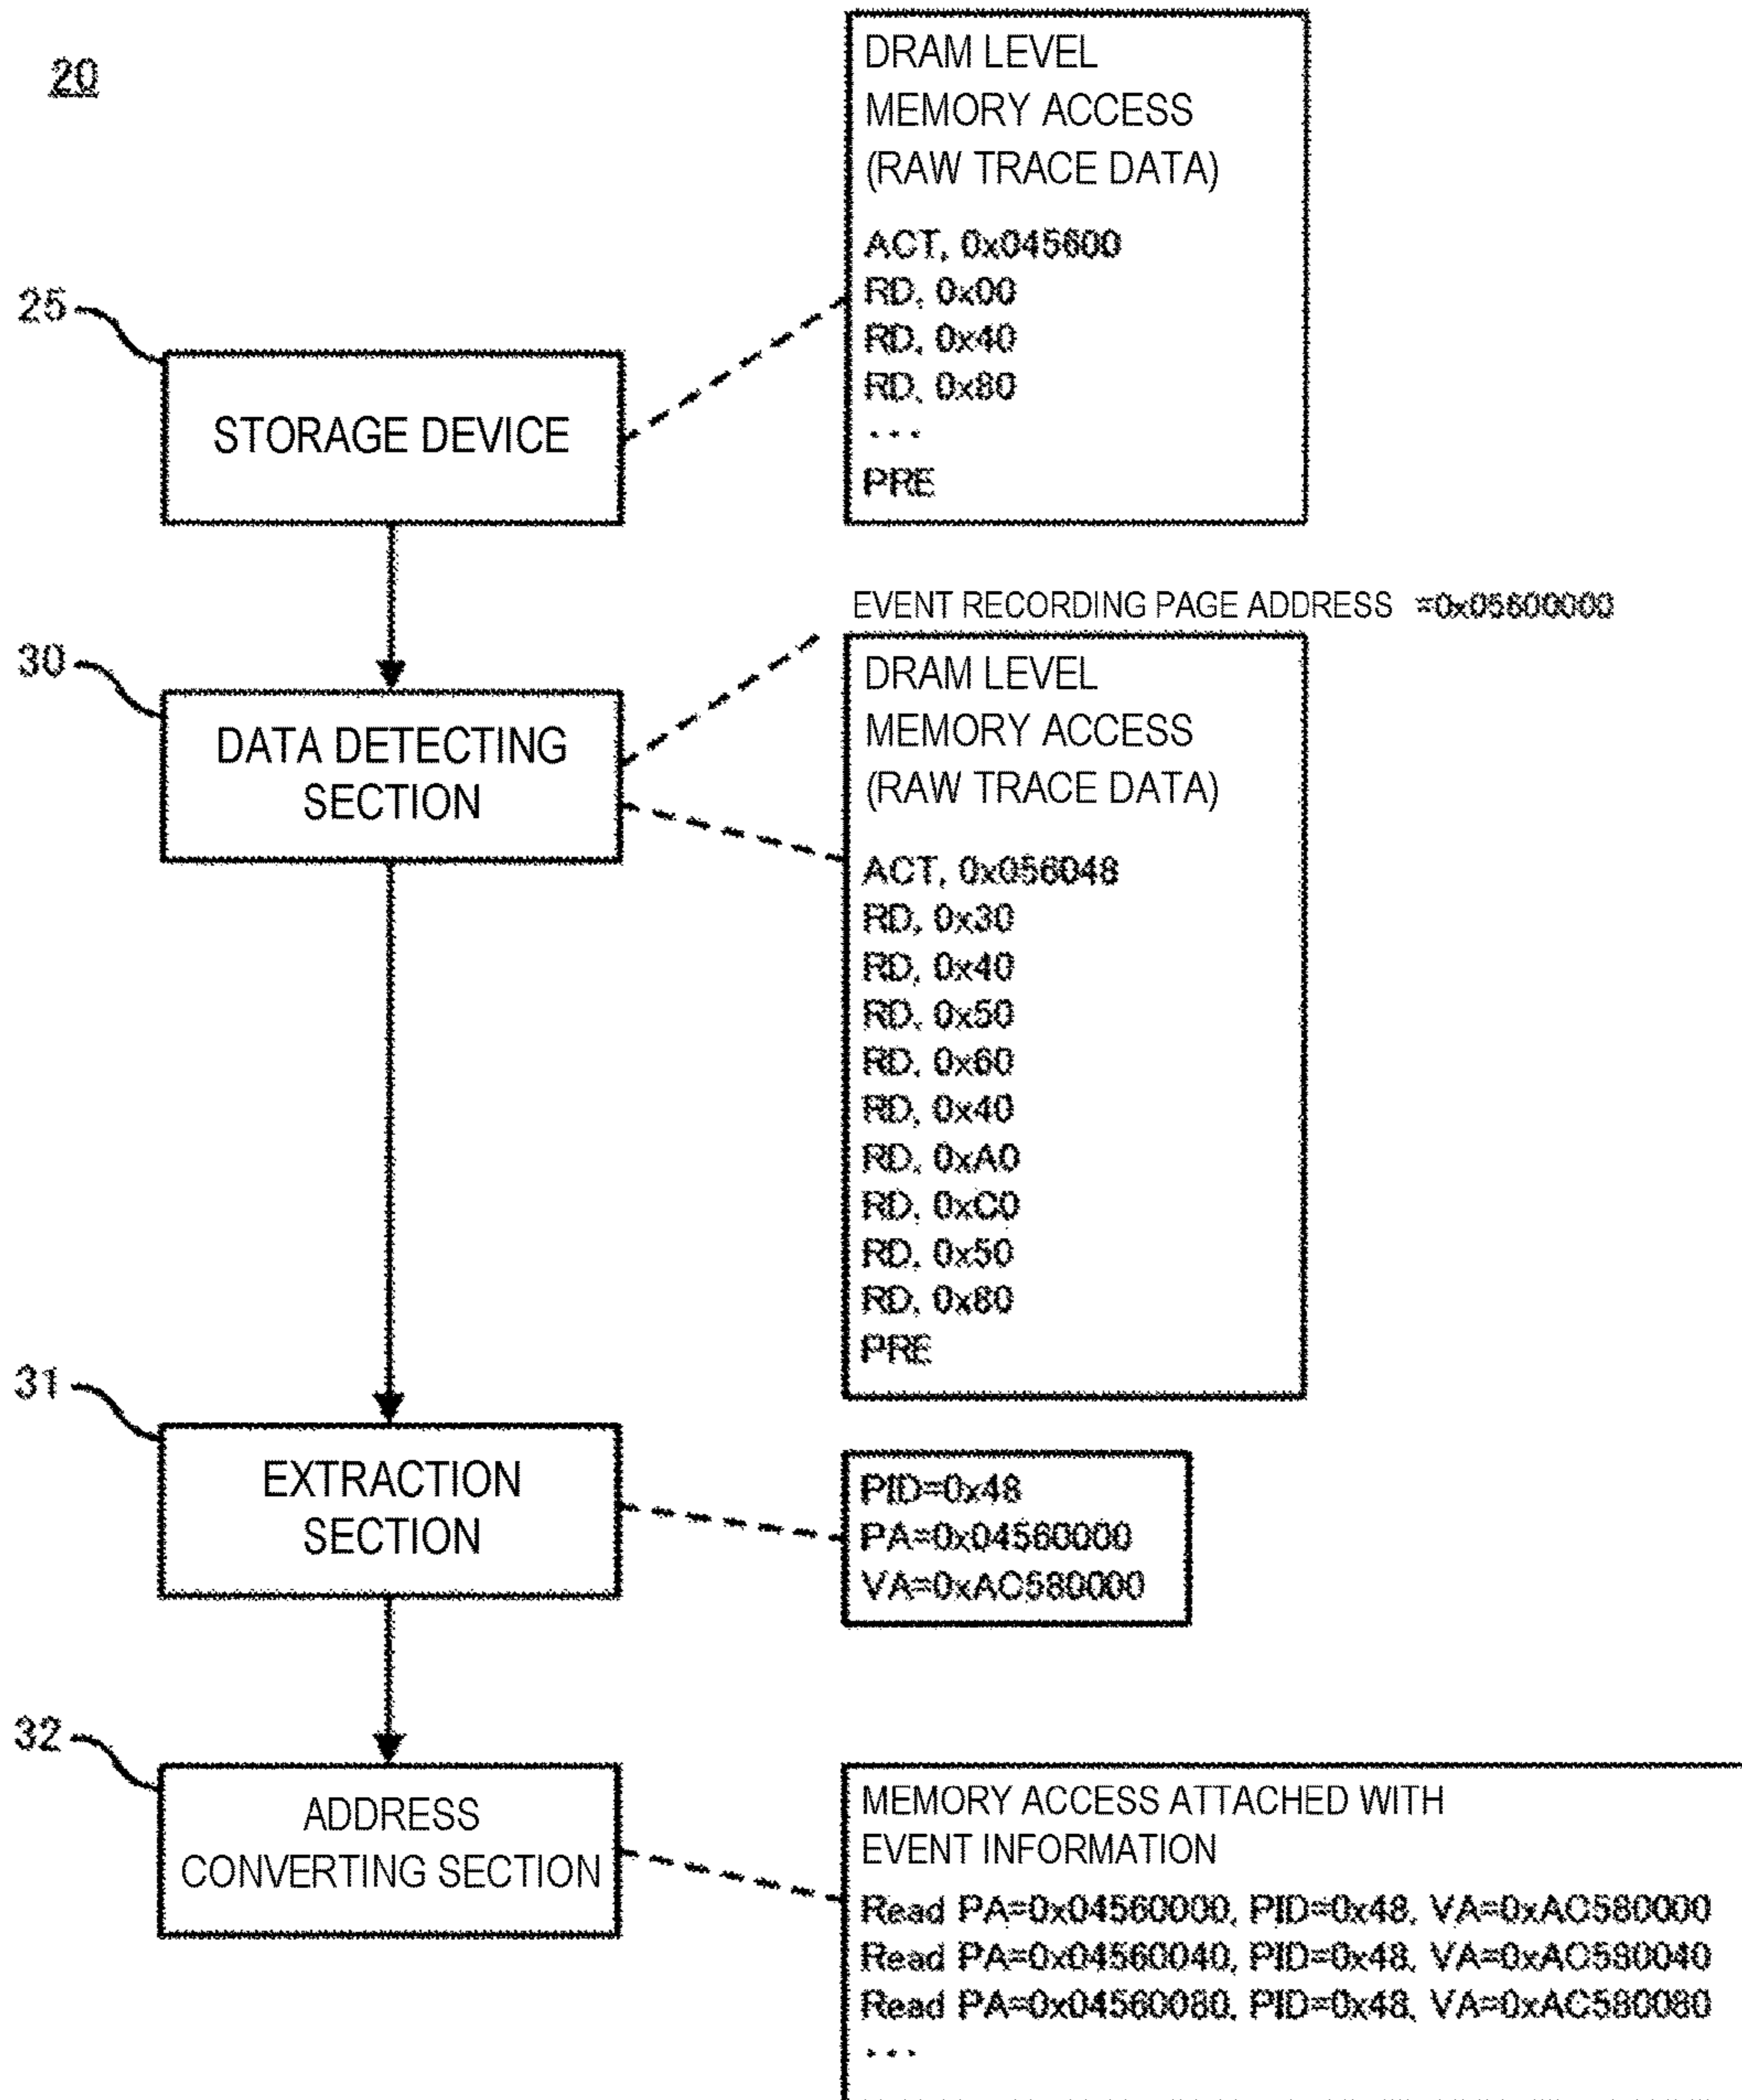 20
DRAM LEVEL
MEMORY ACCESS
(RAW TRACE DATA)
ACT, 0x045600
RD, 0x00
RD, 0x40
RD, 0x80
...
PRE
25
STORAGE DEVICE
EVENT RECORDING PAGE ADDRESS =0x05600000
30
DATA DETECTING
SECTION
DRAM LEVEL
MEMORY ACCESS
(RAW TRACE DATA)
ACT, 0x056048
RD, 0x30
RD, 0x40
RD, 0x50
RD, 0x60
RD, 0x40
RD, 0xA0
RD, 0xC0
RD, 0x50
RD, 0x80
PRE
31
EXTRACTION
SECTION
PID=0x48
PA=0x04560000
VA=0xAC580000
32
ADDRESS
CONVERTING SECTION
MEMORY ACCESS ATTACHED WITH
EVENT INFORMATION
Read PA=0x04560000, PID=0x48, VA=0xAC580000
Read PA=0x04560040, PID=0x48, VA=0xAC580040
Read PA=0x04560080, PID=0x48, VA=0xAC580080
...